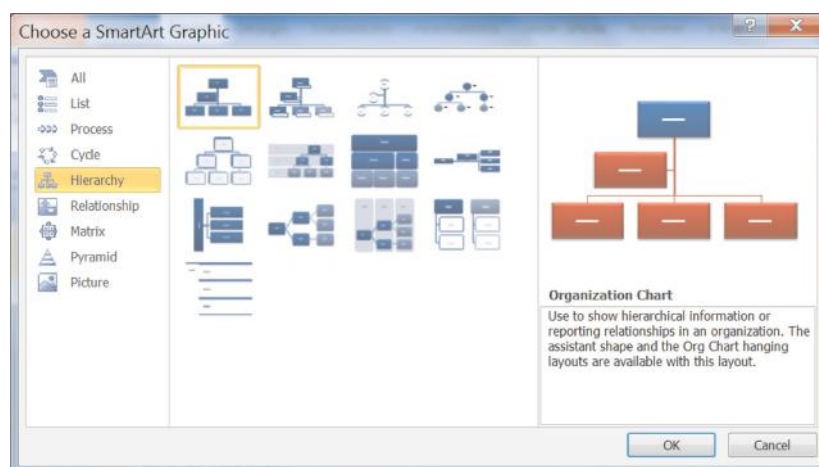 Choose a SmartArt Graphic
All
List
Process
Cycle
Hierarchy
Relationship
Matrix
Pyramid
Picture
Organization Chart
Use to show hierarchical information or
reporting relationships in an organization. The
assistant shape and the Org Chart hanging
layouts are available with this layout.
OK
Cancel